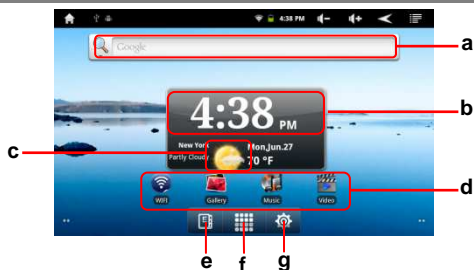 4:38 PM
Google
a
4:38 PM
b
New York
Mon,Jun.27
c
Partly Cloudy
70 °F
WIFI
Gallery
Music
Video
d
E
e
f
g